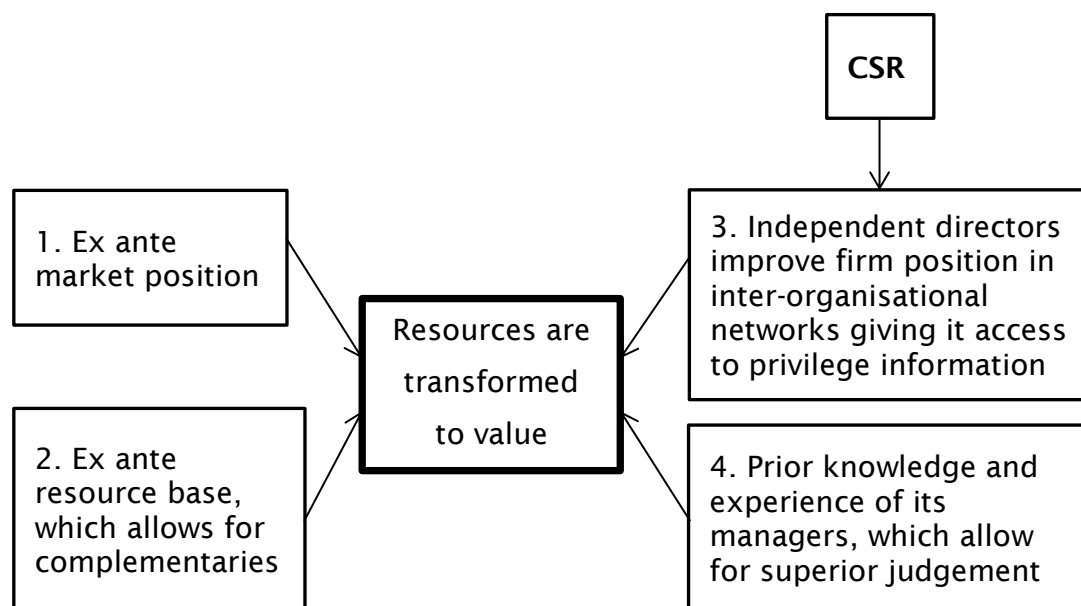 CSR
1. Ex ante
market position
2. Ex ante
resource base,
which allows for
complementaries
Resources are
transformed
to value
3. Independent directors
improve firm position in
inter-organisational
networks giving it access
to privilege information
4. Prior knowledge and
experience of its
managers, which allow
for superior judgement